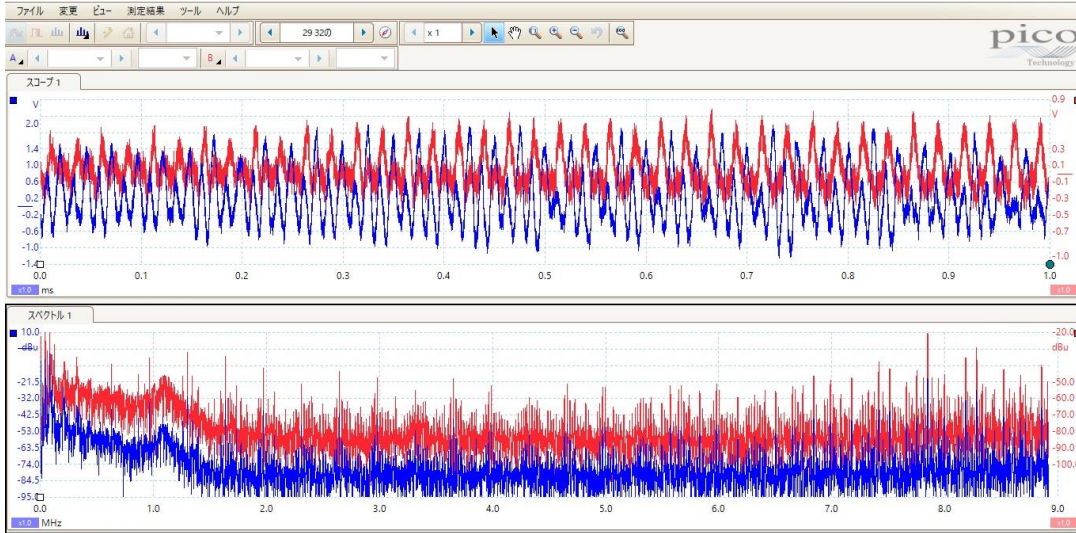 ファイル 変更 ビュー 測定結果 ツール ヘルプ
x 1
pico
Technology
A B
スコープ 1
V 0.9
V
2.0
1.4 0.3
1.0 0.1
0.6 -0.1
0.2 -0.3
-0.2 -0.5
-0.6 -0.7
-1.0 -1.0
-1.4
0.0 0.1 0.2 0.3 0.4 0.5 0.6 0.7 0.8 0.9 1.0
x1.0 ms x1.0
スペクトル 1
10.0 -20.0
dBu dBu
-21.5 -50.0
-32.0 -60.0
-42.5 -70.0
-53.0 -80.0
-63.5 -90.0
-74.0 -100.0
-84.5
-95.0
0.0 1.0 2.0 3.0 4.0 5.0 6.0 7.0 8.0 9.0
x1.0 MHz x1.0